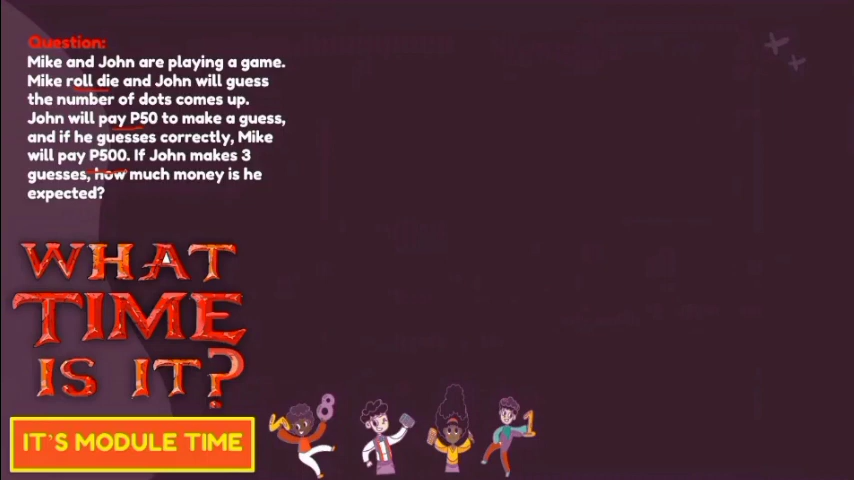 Question:
Mike and John are playing a game.
Mike roll die and John will guess
the number of dots comes up.
John will pay P50 to make a guess,
and if he guesses correctly, Mike
will pay P500. If John makes 3
guesses, how much money is he
expected?
WHAT
TIME
IS IT?
IT'S MODULE TIME